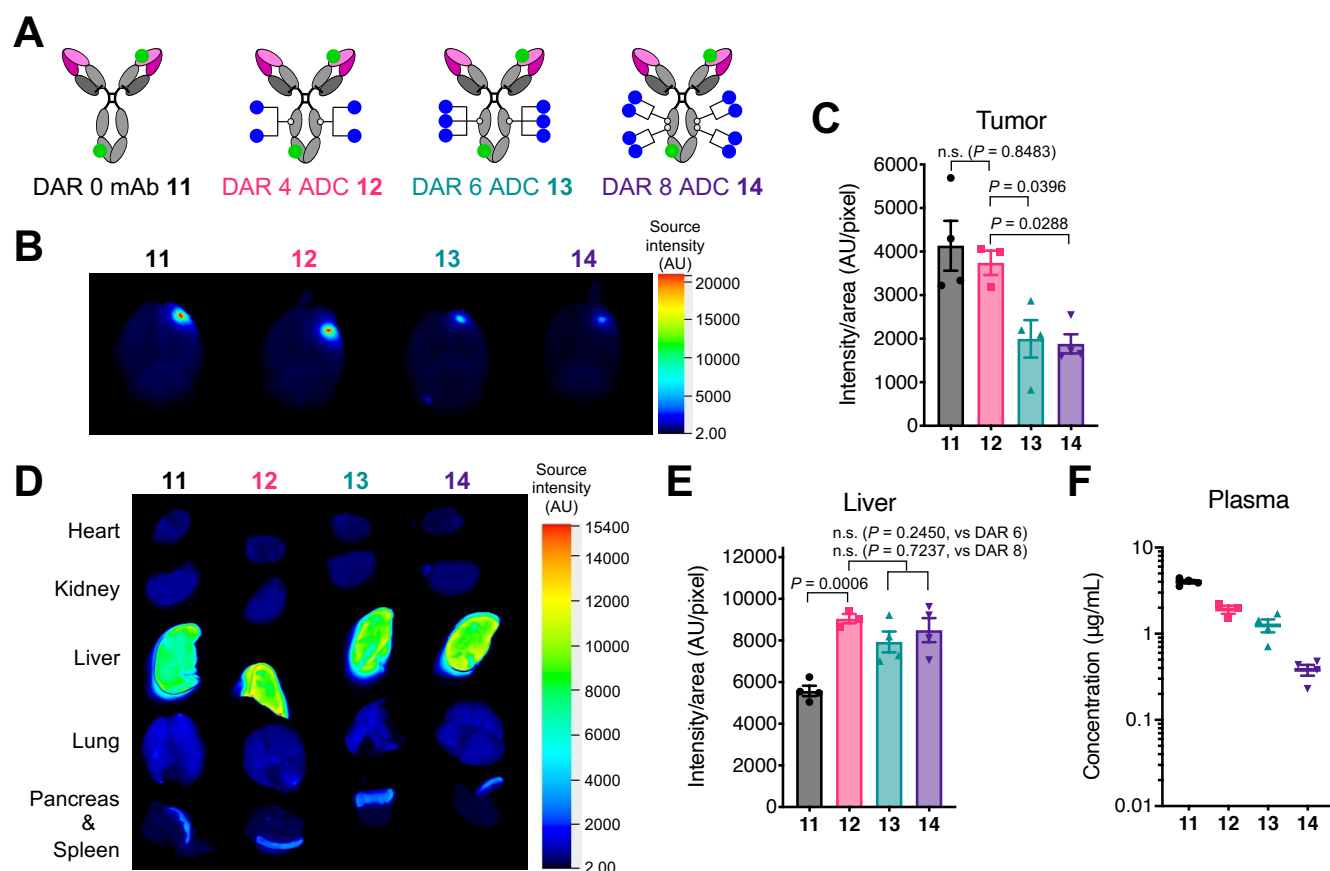 A
DAR 0 mAb 11
DAR 4 ADC 12
DAR 6 ADC 13
DAR 8 ADC 14
B
11
12
13
14
Source
intensity
(AU)
20000
15000
10000
5000
2.00
C
Tumor
n.s. (P = 0.8483)
P = 0.0396
P = 0.0288
Intensity/area (AU/pixel)
6000
5000
4000
3000
2000
1000
0
11
12
13
14
D
11
12
13
14
Heart
Kidney
Liver
Lung
Pancreas
&
Spleen
Source
intensity
(AU)
15400
14000
12000
10000
8000
6000
4000
2000
2.00
E
Liver
n.s. (P = 0.2450, vs DAR 6)
n.s. (P = 0.7237, vs DAR 8)
P = 0.0006
Intensity/area (AU/pixel)
12000
10000
8000
6000
4000
2000
0
11
12
13
14
F
Plasma
Concentration (µg/mL)
10
1
0.1
0.01
11
12
13
14